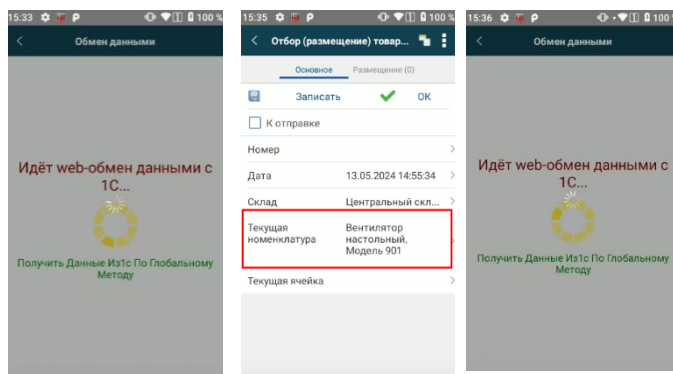 15:33 P 100 %
Обмен данными
Идёт web-обмен данными с
1С...
Получить Данные Из1с По Глобальному
Методу
15:35 P 100 %
Отбор (размещение) товар...
Основное Размещение (0)
Записать ОК
К отправке
Номер
Дата 13.05.2024 14:55:34
Склад Центральный скл...
Текущая Вентилятор
номенклатура настольный,
Модель 901
Текущая ячейка
15:36 P 100
Обмен данными
Идёт web-обмен данными с
1С...
Получить Данные Из1с По Глобальному
Методу